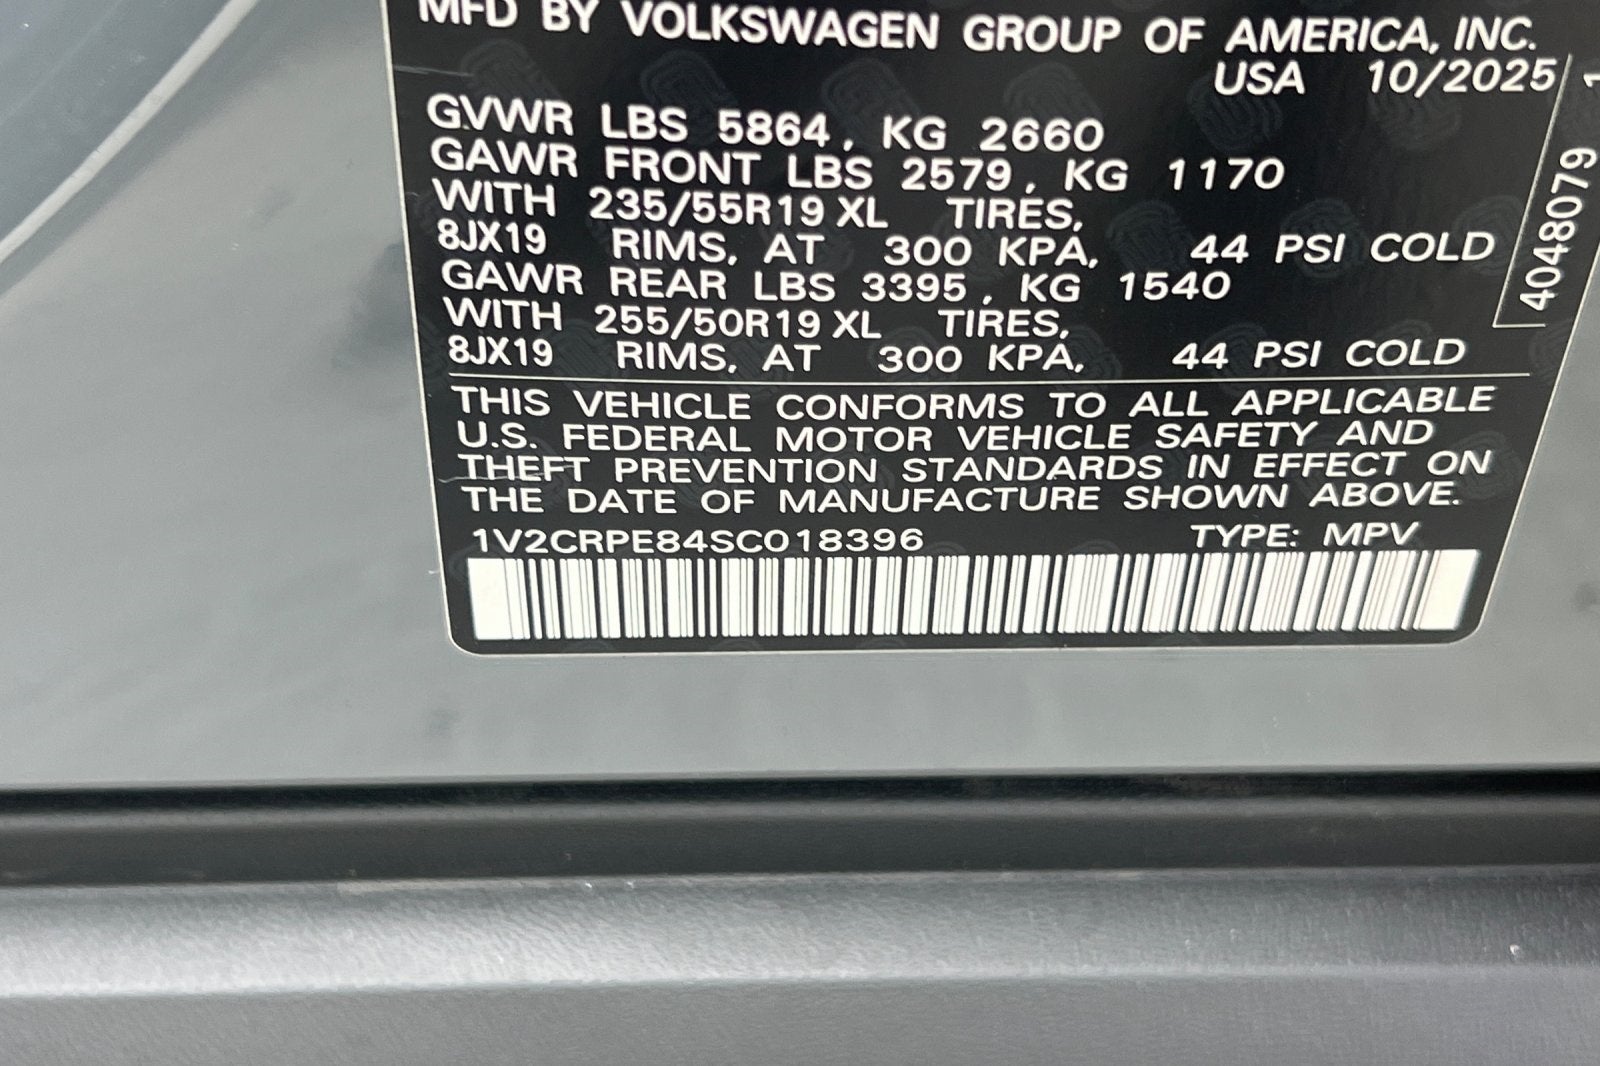 MFD BY VOLKSWAGEN GROUP OF AMERICA, INC.
USA 10/2025
GVWR LBS 5864, KG 2660
GAWR FRONT LBS 2579, KG 1170
WITH 235/55R19 XL TIRES,
8JX19 RIMS, AT 300 KPA, 44 PSI COLD
GAWR REAR LBS 3395, KG 1540
WITH 255/50R19 XL TIRES,
8JX19 RIMS, AT 300 KPA, 44 PSI COLD
THIS VEHICLE CONFORMS TO ALL APPLICABLE
U.S. FEDERAL MOTOR VEHICLE SAFETY AND
THEFT PREVENTION STANDARDS IN EFFECT ON
THE DATE OF MANUFACTURE SHOWN ABOVE.
1V2CRPE84SC018396 TYPE: MPV
4048079